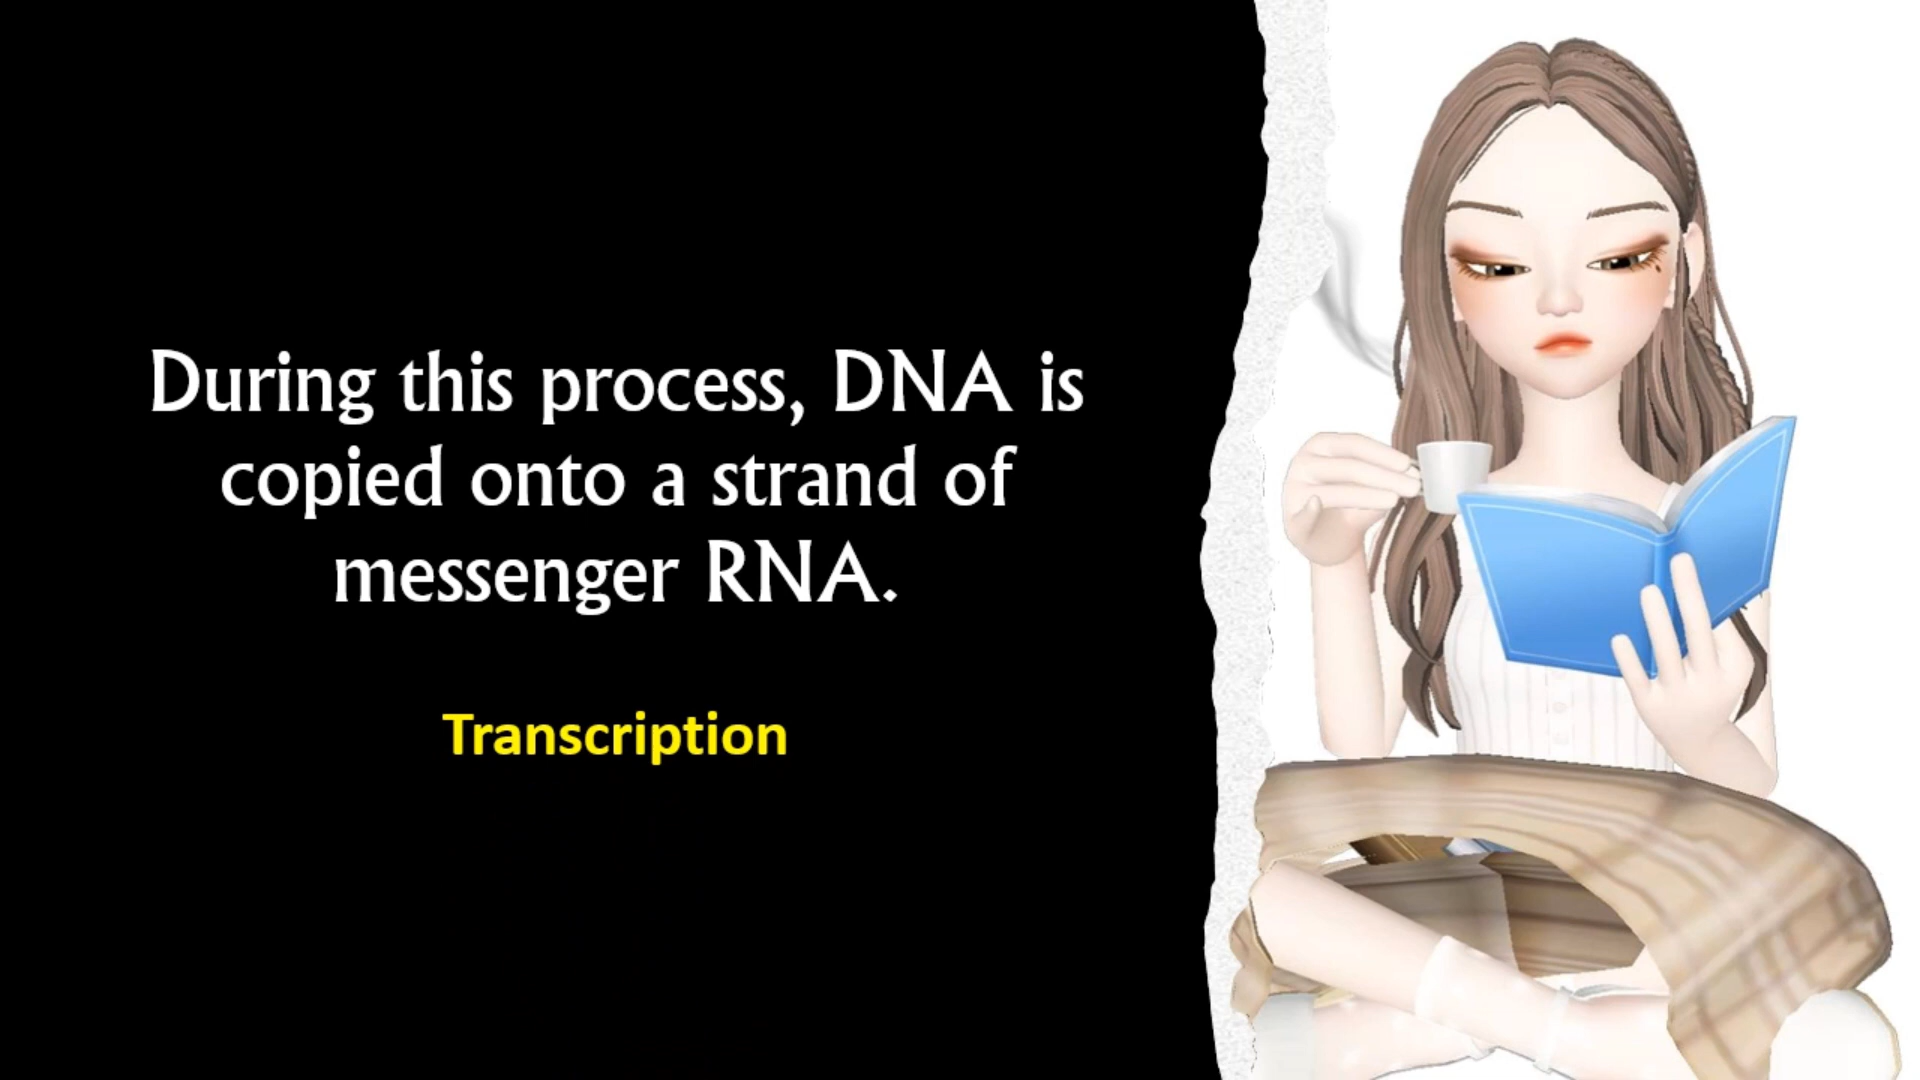 During this process, DNA is
copied onto a strand of
messenger RNA.
Transcription